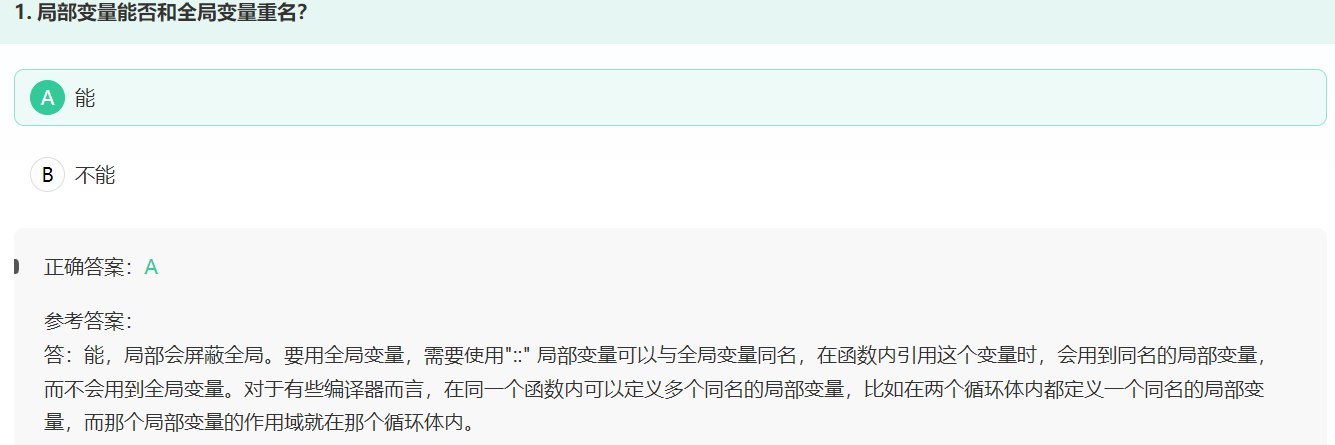 1. 局部变量能否和全局变量重名？
A 能
B 不能
正确答案：A
参考答案：
答：能，局部会屏蔽全局。要用全局变量，需要使用"::" 局部变量可以与全局变量同名，在函数内引用这个变量时，会用到同名的局部变量，
而不会用到全局变量。对于有些编译器而言，在同一个函数内可以定义多个同名的局部变量，比如在两个循环体内都定义一个同名的局部变
量，而那个局部变量的作用域就在那个循环体内。